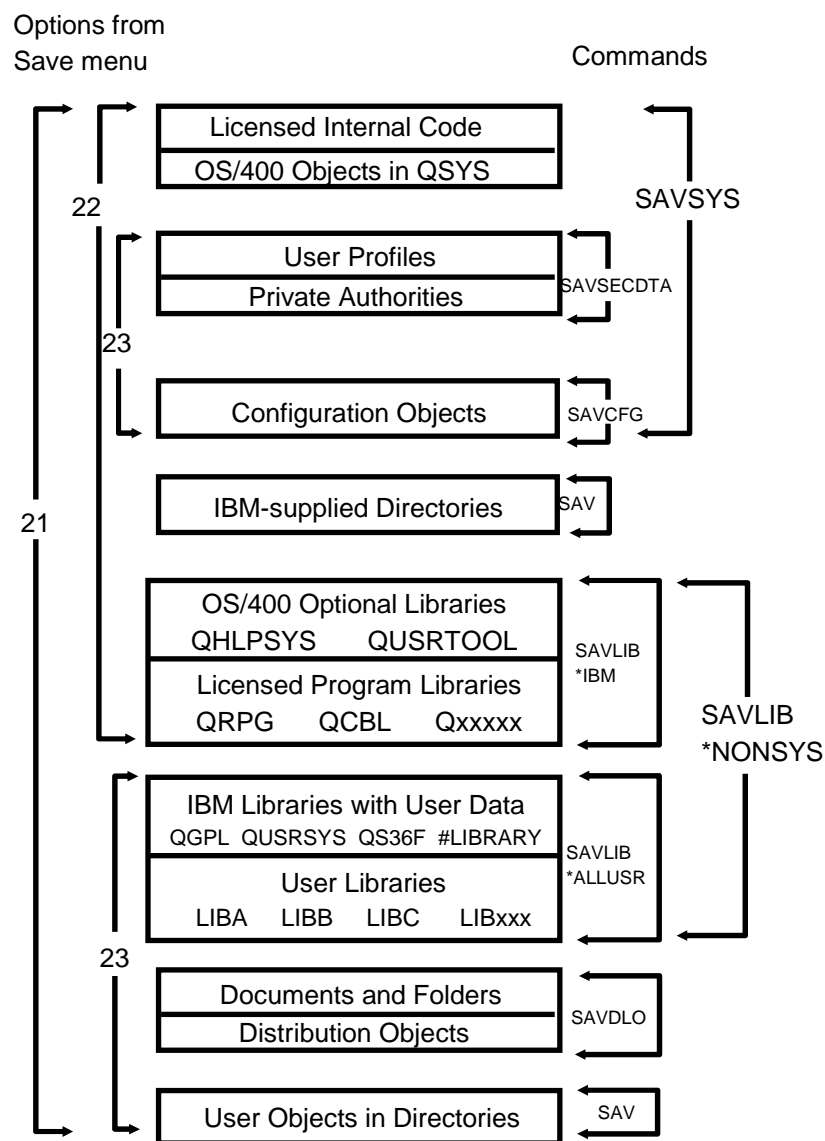 Options from
Save menu
Commands
Licensed Internal Code
OS/400 Objects in QSYS
22
SAVSYS
User Profiles
Private Authorities
SAVSECDTA
23
Configuration Objects
SAVCFG
IBM-supplied Directories
SAV
21
OS/400 Optional Libraries
QHLPSYS QUSRTOOL
Licensed Program Libraries
QRPG QCBL Qxxxxx
SAVLIB
*IBM
SAVLIB
*NONSYS
IBM Libraries with User Data
QGPL QUSRSYS QS36F #LIBRARY
User Libraries
LIBA LIBB LIBC LIBxxx
SAVLIB
*ALLUSR
23
Documents and Folders
Distribution Objects
SAVDLO
User Objects in Directories
SAV